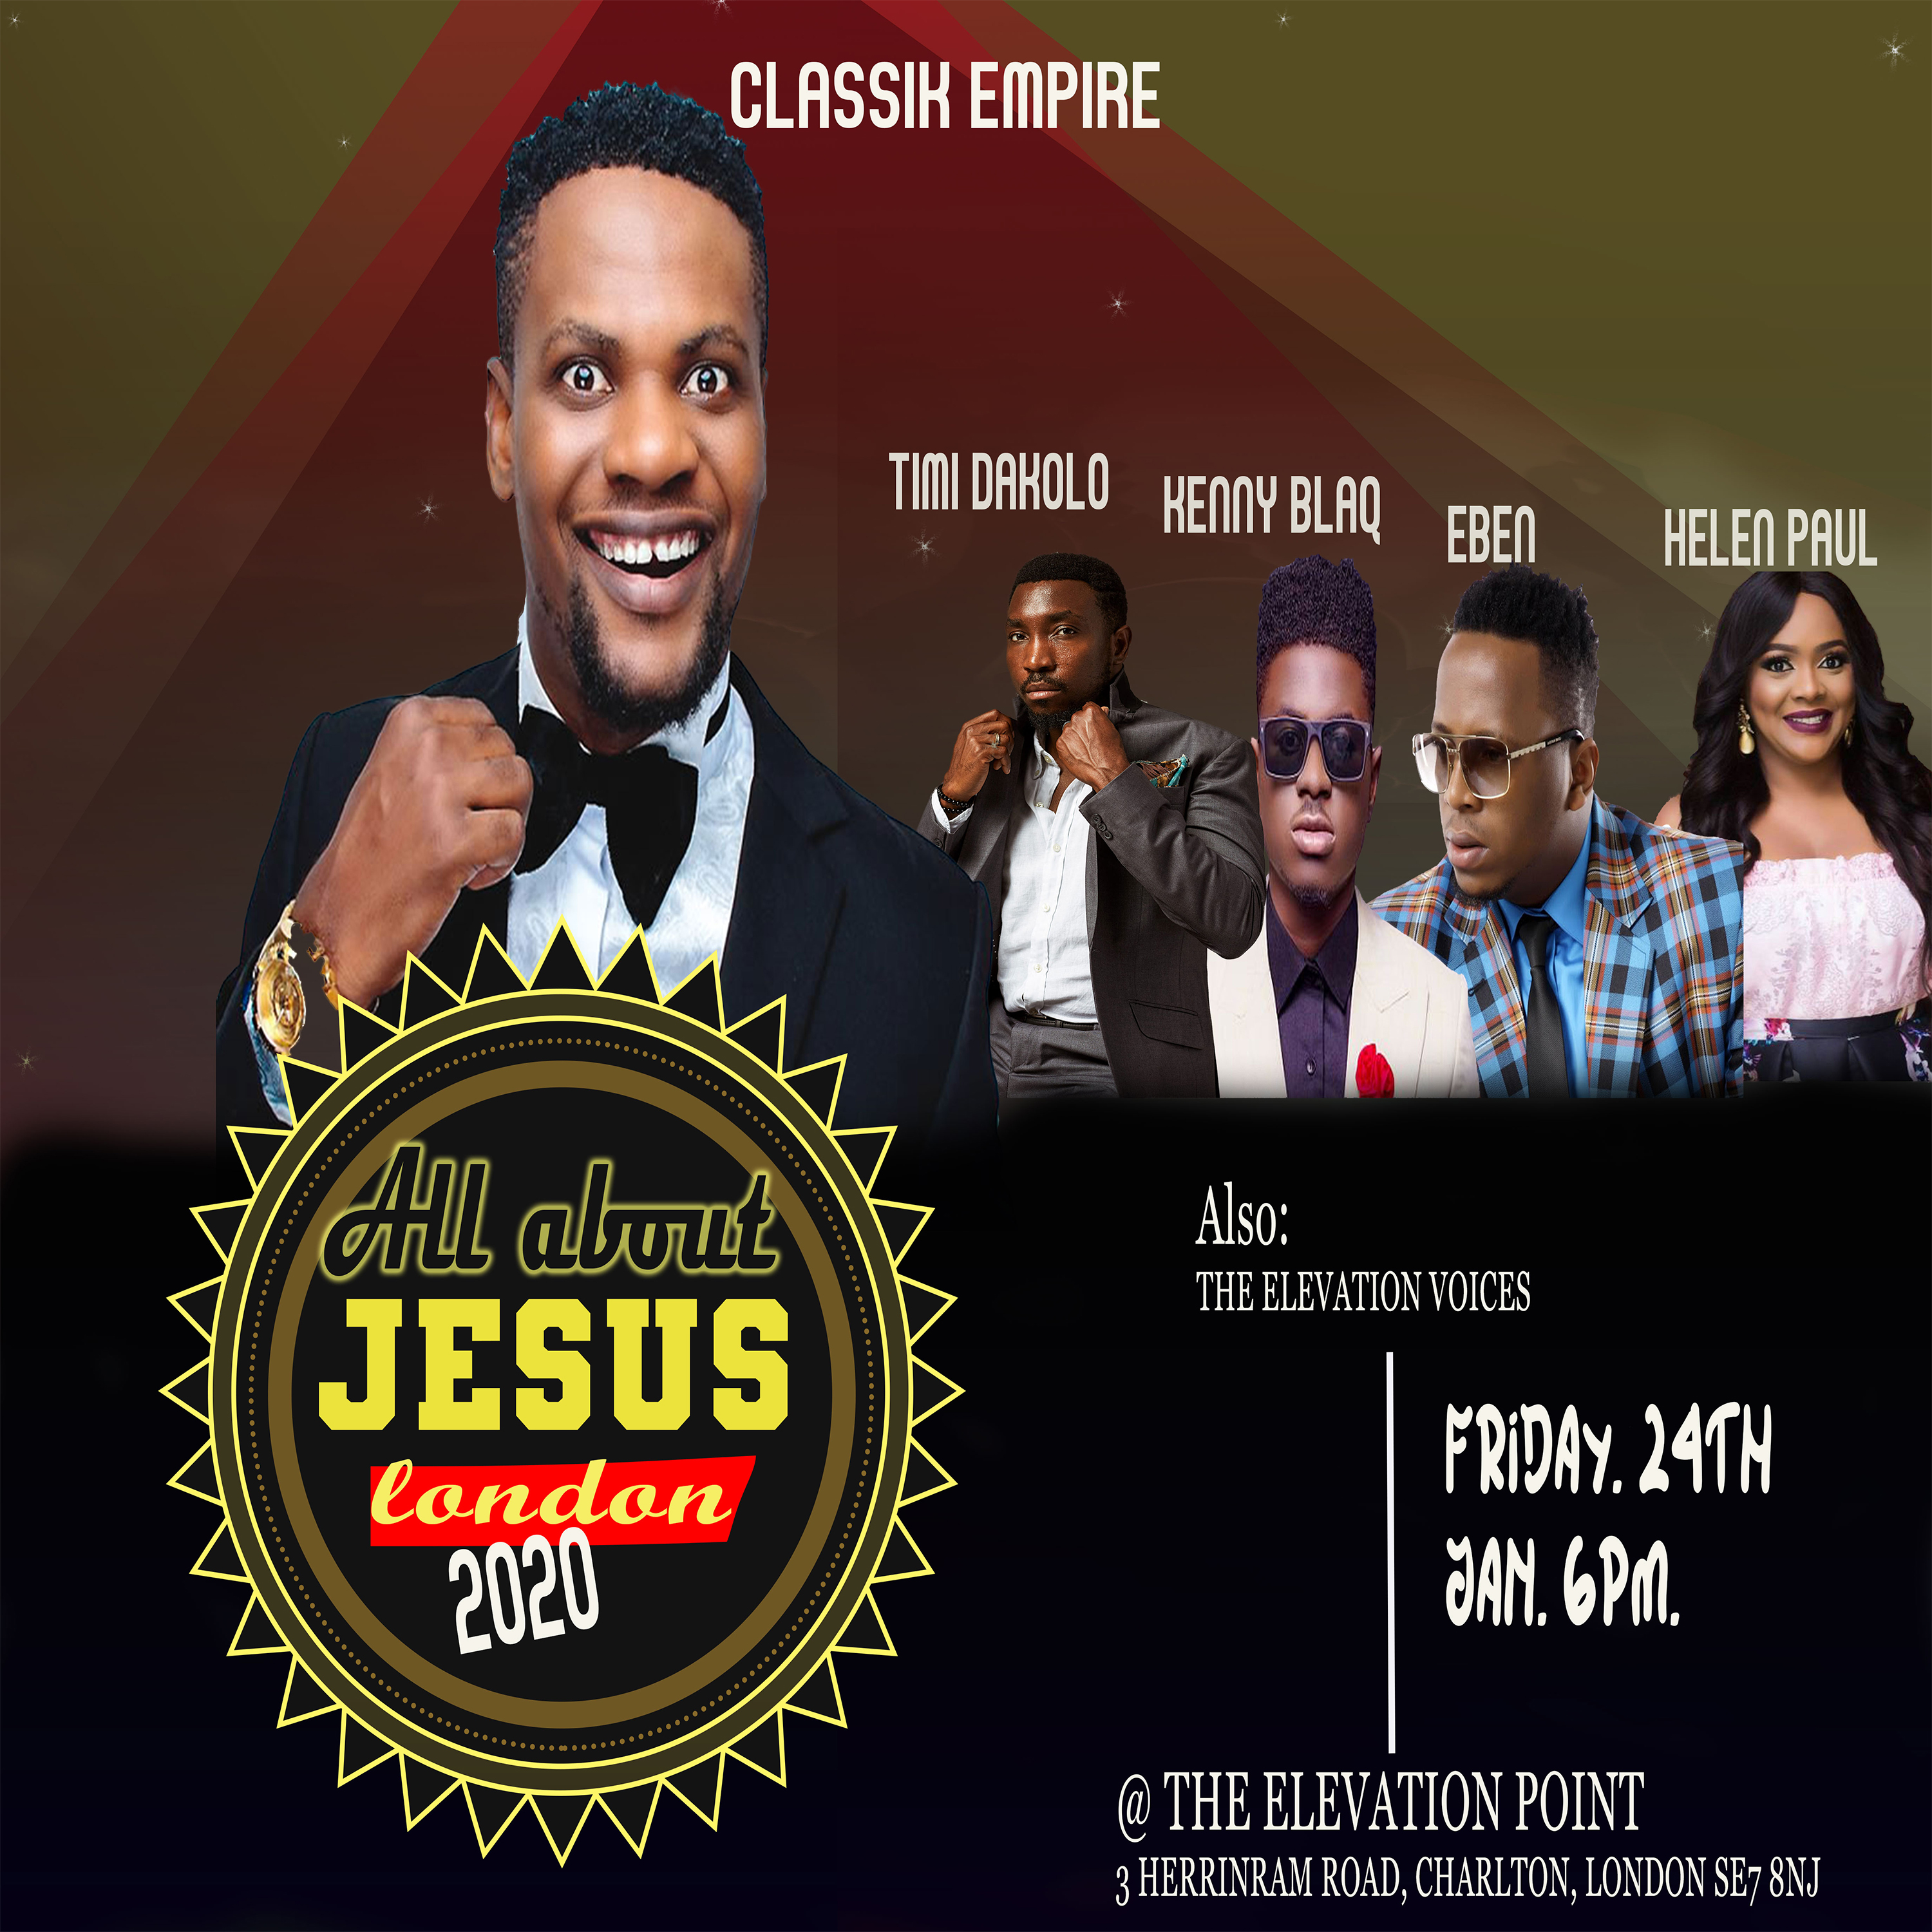 CLASSIK EMPIRE
TIMI DAKOLO
KENNY BLAQ
EBEN
HELEN PAUL
All about
JESUS
london
2020
Also:
THE ELEVATION VOICES
FRIDAY. 24TH
JAN. 6PM.
@ THE ELEVATION POINT
3 HERRINRAM ROAD, CHARLTON, LONDON SE7 8NJ